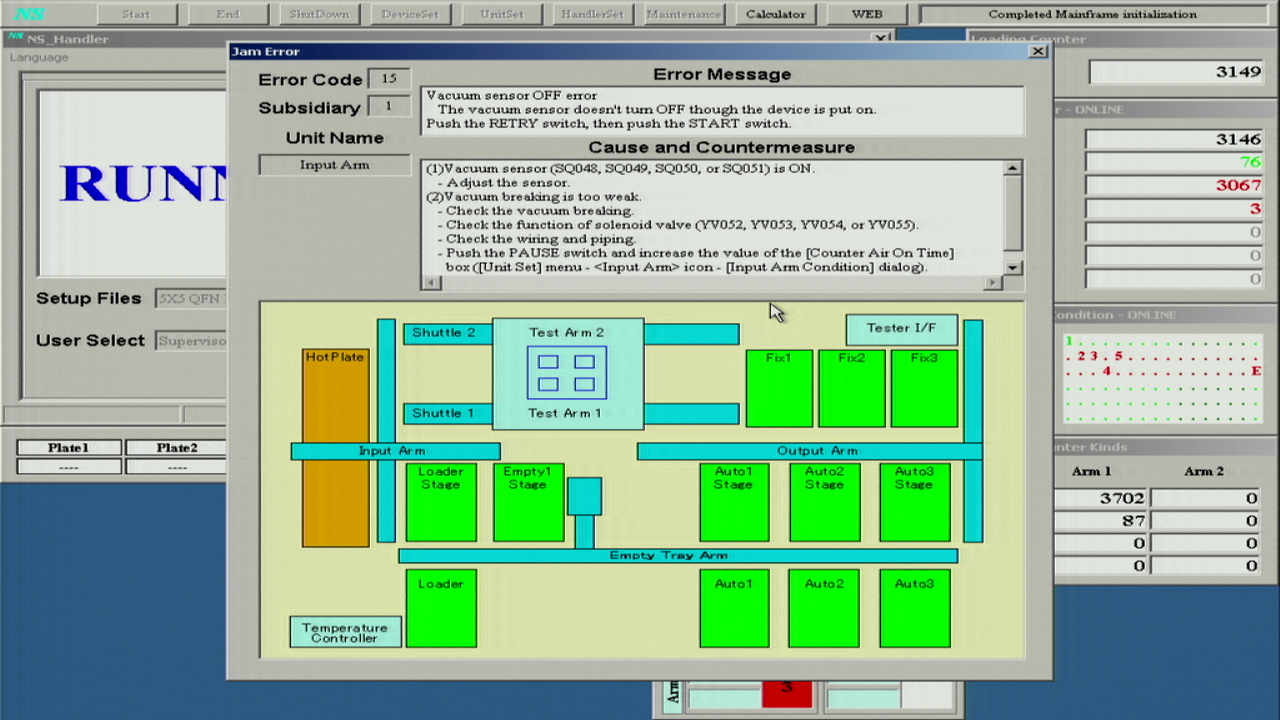 NS
Start
End
ShutDown
DeviceSet
UnitSet
HandlerSet
Maintenance
Calculator
WEB
Completed Mainframe initialization
NS NS_Handler
Language
RUNN
Setup Files
5X5 QFN
User Select
Superviso
Plate1
Plate2
----
----
Jam Error
Error Code
15
Subsidiary
1
Unit Name
Input Arm
Error Message
Vacuum sensor OFF error
The vacuum sensor doesn't turn OFF though the device is put on.
Push the RETRY switch, then push the START switch.
Cause and Countermeasure
(1)Vacuum sensor (SQ048, SQ049, SQ050, or SQ051) is ON.
- Adjust the sensor.
(2)Vacuum breaking is too weak.
- Check the vacuum breaking.
- Check the function of solenoid valve (YV052, YV053, YV054, or YV055).
- Check the wiring and piping.
- Push the PAUSE switch and increase the value of the [Counter Air On Time]
box ([Unit Set] menu - <Input Arm> icon - [Input Arm Condition] dialog).
HotPlate
Shuttle 2
Test Arm 2
Tester I/F
Fix1
Fix2
Fix3
Shuttle 1
Test Arm 1
Input Arm
Output Arm
Loader
Stage
Empty1
Stage
Auto1
Stage
Auto2
Stage
Auto3
Stage
Empty Tray Arm
Loader
Auto1
Auto2
Auto3
Temperature
Controller
Loading Counter
3149
r - ONLINE
3146
76
3067
3
0
0
0
ondition - ONLINE
1
. 2 3 . 5
. . . 4
E
unter Kinds
Arm 1
Arm 2
3702
0
87
0
0
0
0
0
Arm
3